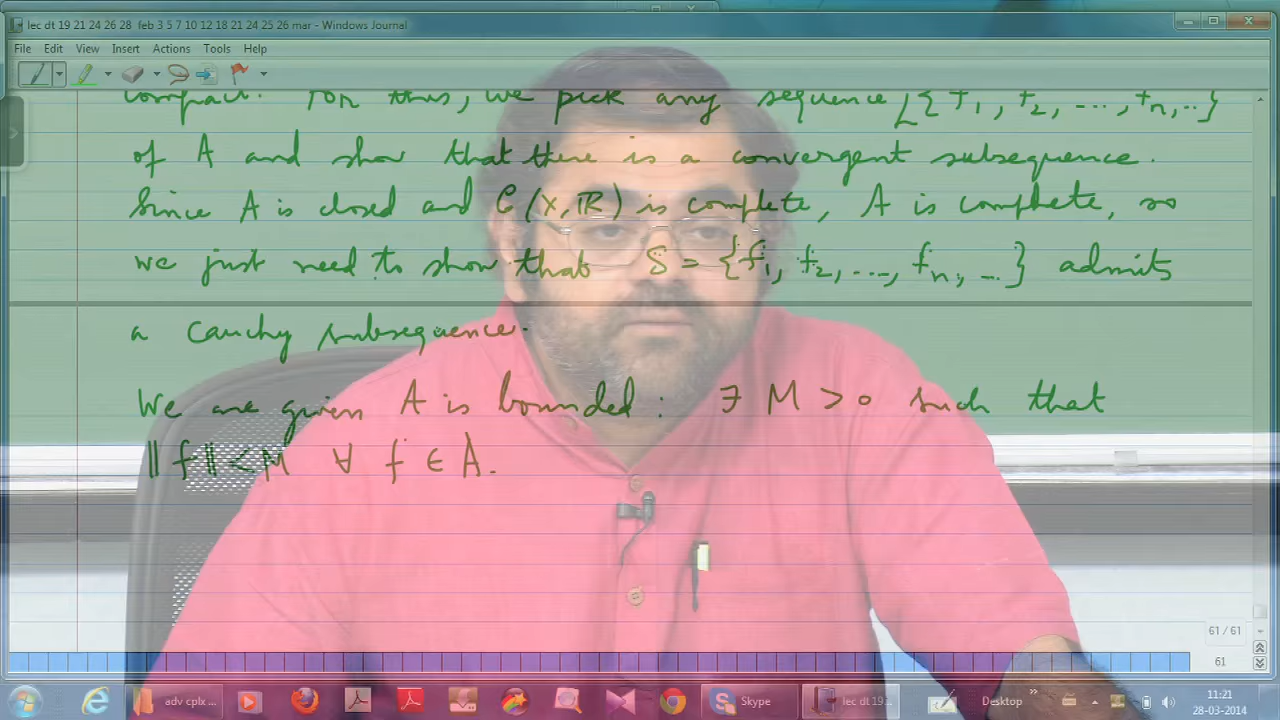 lec dt 19 21 24 26 28 feb 3 5 7 10 12 18 21 24 25 26 mar - Windows Journal
File Edit View Insert Actions Tools Help
compact. For this, we pick any sequence {f1, f2, ..., fn, ..}
of A and show that there is a convergent subsequence.
Since A is closed and C(X, ℝ) is complete, A is complete, so
we just need to show that S = {f1, f2, ..., fn, ...} admits
a Cauchy subsequence.
We are given A is bounded: ∃ M > 0 such that
‖f‖ < M ∀ f ∈ A.
61 / 61
61
adv cplx ...
Skype
lec dt 19...
Desktop
11:21
28-03-2014